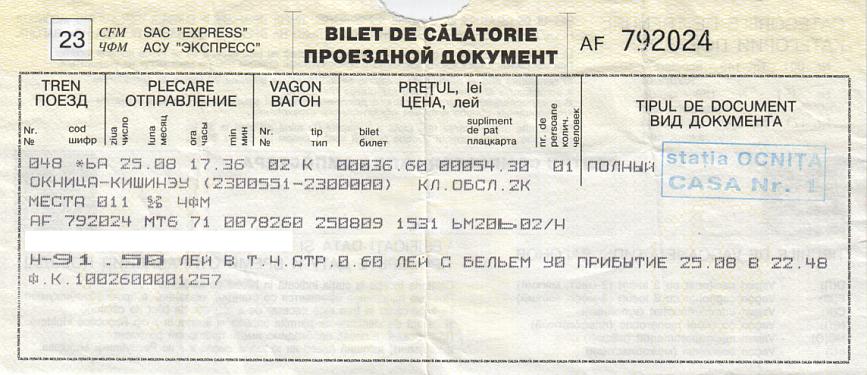 23 CFM SAC "EXPRESS" BILET DE CĂLĂTORIE AF 792024
ЧФМ АСУ "ЭКСПРЕСС" ПРОЕЗДНОЙ ДОКУМЕНТ
TREN PLECARE VAGON PREȚUL, lei TIPUL DE DOCUMENT
ПОЕЗД ОТПРАВЛЕНИЕ ВАГОН ЦЕНА, лей ВИД ДОКУМЕНТА
Nr. № cod шифр ziua число luna месяц ora часы min мин Nr. № tip тип bilet билет supliment de pat плацкарта nr. de persoane колич. человек
048 *ЬА 25.08 17.36 02 К 00036.60 00054.30 01 ПОЛНЫЙ
statia OCNIȚA
CASA Nr. 1
ОКНИЦА-КИШИНЭУ (2300551-2300000) КЛ.ОБСЛ.2К
МЕСТА 011 ЧФМ
AF 792024 МТ6 71 0078260 250809 1531
Н-91.50 ЛЕЙ В Т.Ч.СТР.0.60 ЛЕЙ С БЕЛЬЕМ У0 ПРИБЫТИЕ 25.08 В 22.48
Ф.К.1002600001257